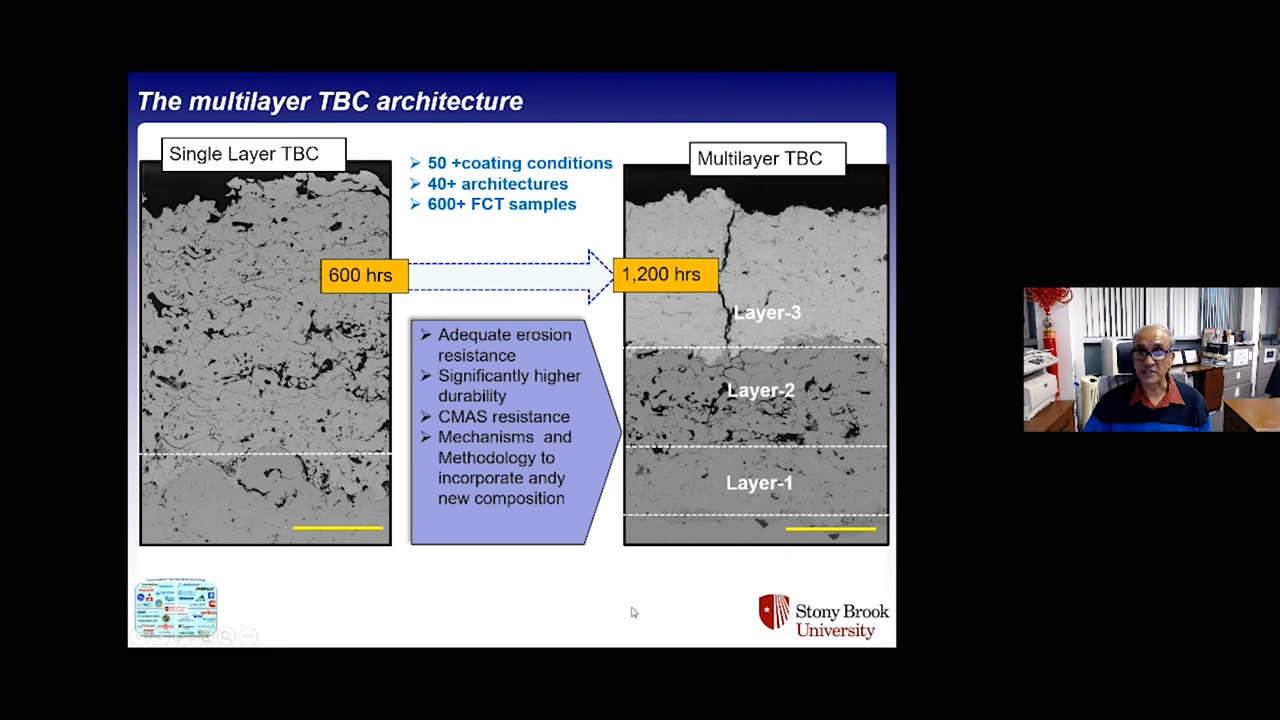 The multilayer TBC architecture
Single Layer TBC
50 +coating conditions
40+ architectures
600+ FCT samples
Multilayer TBC
600 hrs
1,200 hrs
Adequate erosion
resistance
Significantly higher
durability
CMAS resistance
Mechanisms and
Methodology to
incorporate andy
new composition
Layer-3
Layer-2
Layer-1
Stony Brook
University